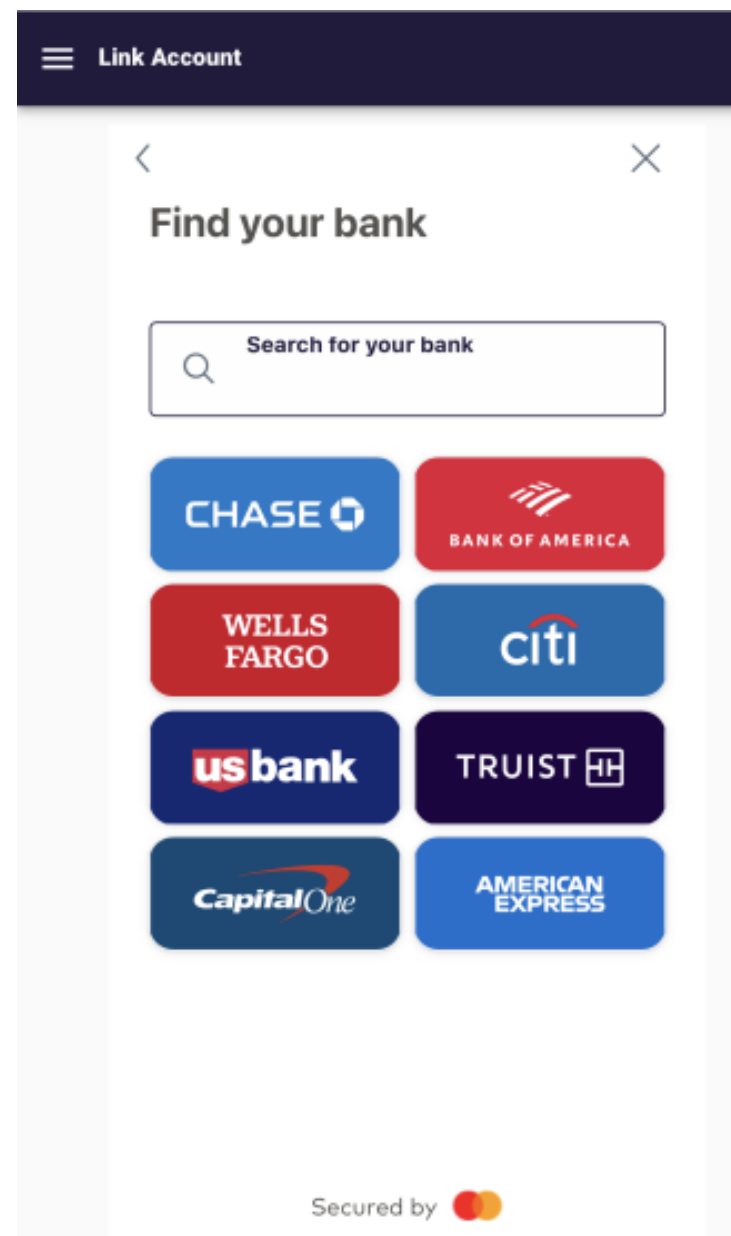 Link Account
Find your bank
Search for your bank
CHASE
BANK OF AMERICA
WELLS
FARGO
citi
usbank
TRUIST
CapitalOne
AMERICAN
EXPRESS
Secured by